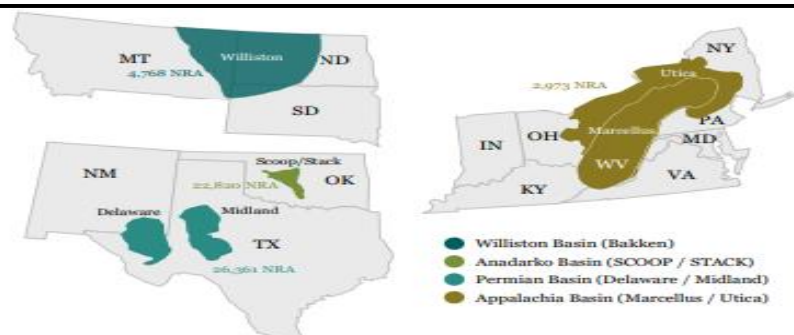 MT
Williston
ND
4,768 NRA
SD
NM
Scoop/Stack
22,820 NRA
OK
Delaware
Midland
TX
26,361 NRA
NY
2,973 NRA
Utica
PA
Marcellus
OH
IN
MD
WV
VA
KY
Williston Basin (Bakken)
Anadarko Basin (SCOOP / STACK)
Permian Basin (Delaware / Midland)
Appalachia Basin (Marcellus / Utica)